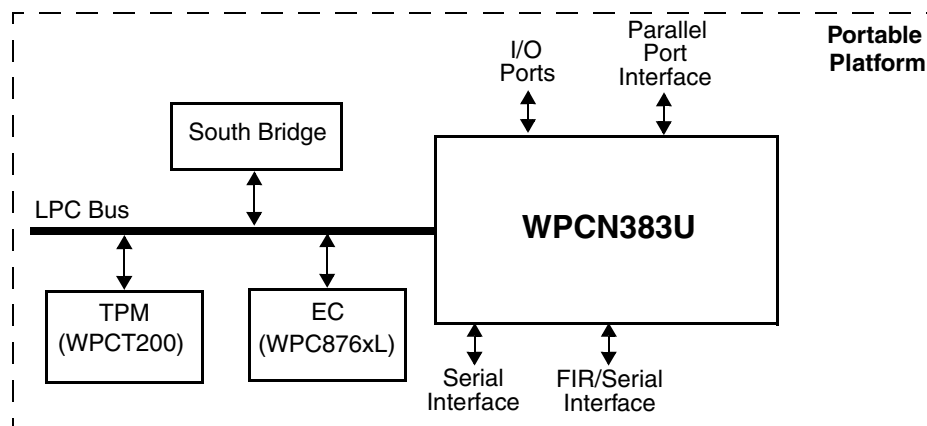 Portable
Platform
I/O
Ports
Parallel
Port
Interface
South Bridge
LPC Bus
WPCN383U
TPM
(WPCT200)
EC
(WPC876xL)
Serial
Interface
FIR/Serial
Interface